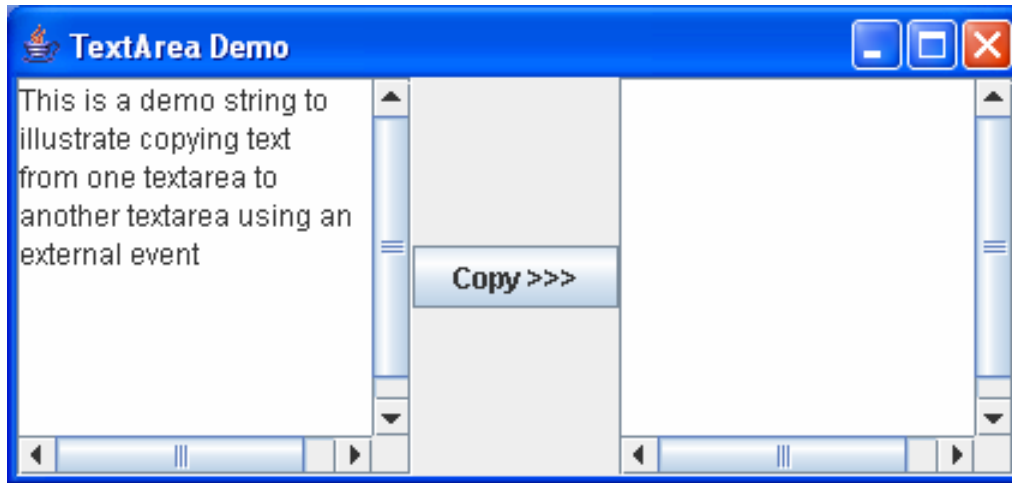 TextArea Demo
This is a demo string to
illustrate copying text
from one textarea to
another textarea using an
external event
Copy >>>